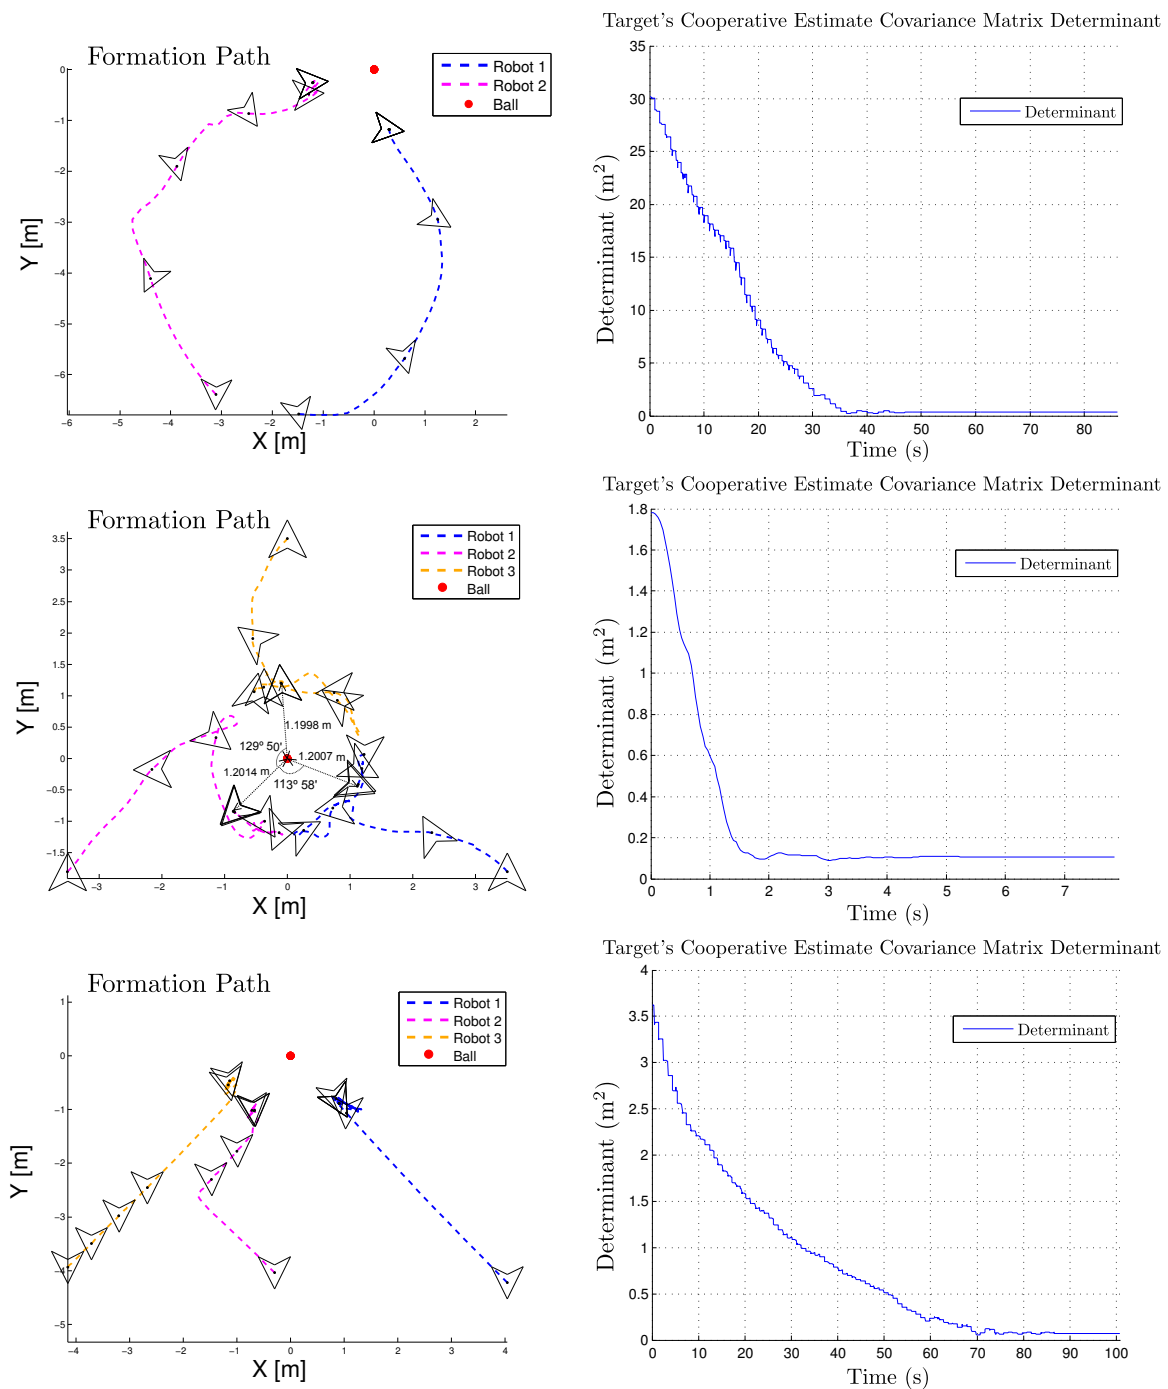 Formation Path
Robot 1
Robot 2
Ball
0
−1
−2
−3
−4
−5
−6
Y [m]
−6 −5 −4 −3 −2 −1 0 1 2
X [m]
Target's Cooperative Estimate Covariance Matrix Determinant
Determinant
35
30
25
20
15
10
5
0
Determinant (m²)
0 10 20 30 40 50 60 70 80
Time (s)
Formation Path
Robot 1
Robot 2
Robot 3
Ball
3.5
3
2.5
2
1.5
1
0.5
0
−0.5
−1
−1.5
Y [m]
1.1998 m
129º 50'
1.2007 m
1.2014 m
113º 58'
−3 −2 −1 0 1 2 3
X [m]
Target's Cooperative Estimate Covariance Matrix Determinant
Determinant
1.8
1.6
1.4
1.2
1
0.8
0.6
0.4
0.2
0
Determinant (m²)
0 1 2 3 4 5 6 7
Time (s)
Formation Path
Robot 1
Robot 2
Robot 3
Ball
1
0
−1
−2
−3
−4
−5
Y [m]
−4 −3 −2 −1 0 1 2 3 4
X [m]
Target's Cooperative Estimate Covariance Matrix Determinant
Determinant
4
3.5
3
2.5
2
1.5
1
0.5
0
Determinant (m²)
0 10 20 30 40 50 60 70 80 90 100
Time (s)